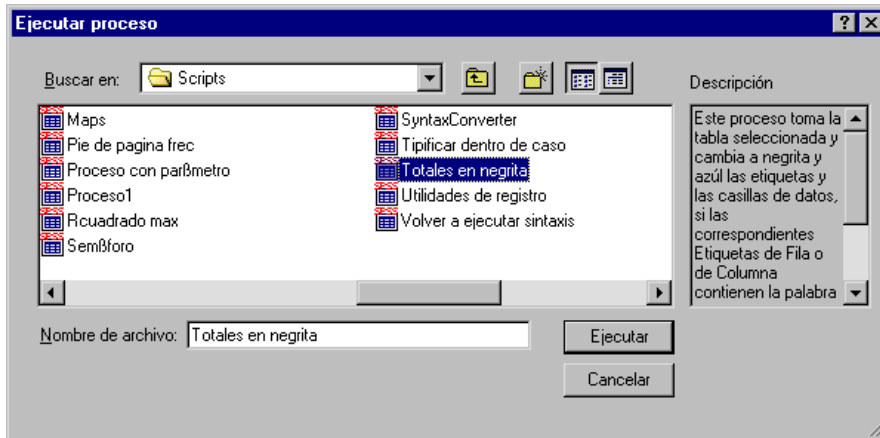 Ejecutar proceso
Buscar en: Scripts
Descripción
Maps
Pie de pagina frec
Proceso con parßmetro
Proceso1
Rcuadrado max
Semßforo
SyntaxConverter
Tipificar dentro de caso
Totales en negrita
Utilidades de registro
Volver a ejecutar sintaxis
Este proceso toma la
tabla seleccionada y
cambia a negrita y
azúl las etiquetas y
las casillas de datos,
si las
correspondientes
Etiquetas de Fila o
de Columna
contienen la palabra
Nombre de archivo: Totales en negrita
Ejecutar
Cancelar